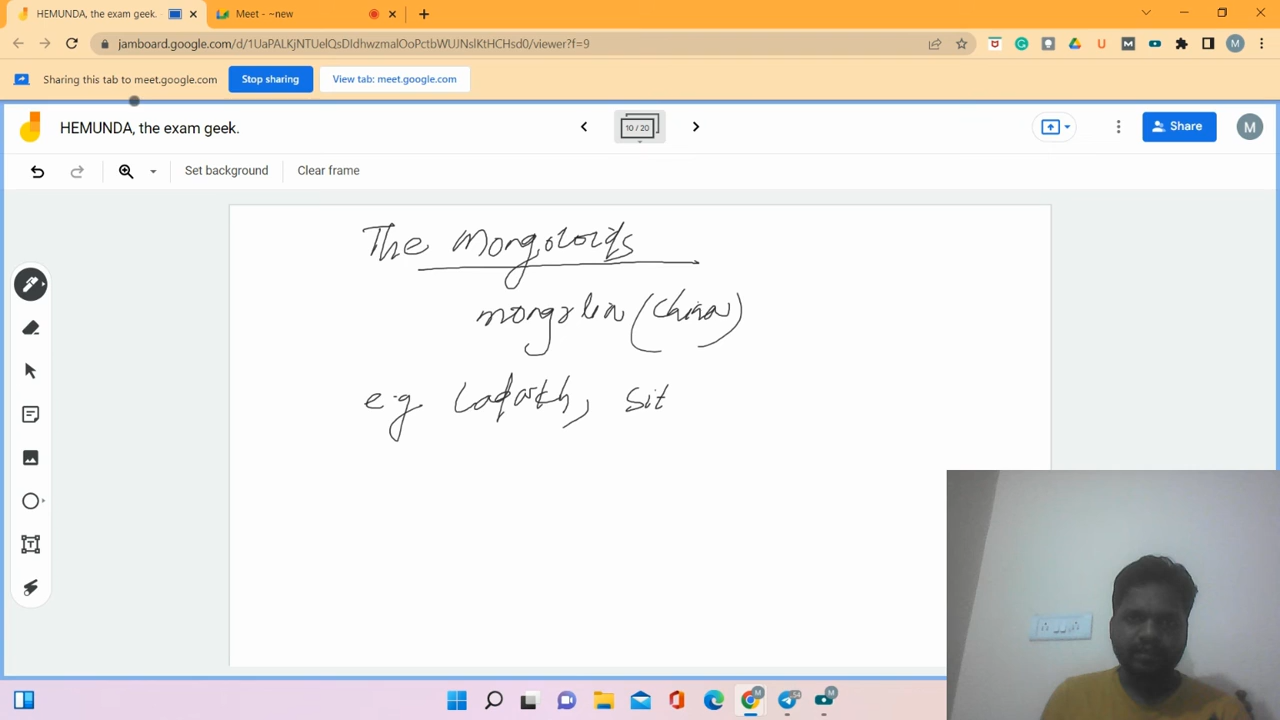 HEMUNDA, the exam geek.
Meet - ~new
jamboard.google.com/d/1UaPALKjNTUelQsDIdhwzmalOoPctbWUJNslKtHCHsd0/viewer?f=9
M
Sharing this tab to meet.google.com
Stop sharing
View tab: meet.google.com
HEMUNDA, the exam geek.
10 / 20
Share
M
Set background
Clear frame
The Mongoloids
mongolia (China)
e.g Ladakh, Sit